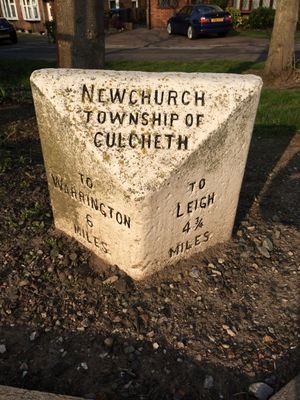 NEWCHURCH
TOWNSHIP OF
CULCHETH
TO
WARRINGTON
6
MILES
TO
LEIGH
4¾
MILES